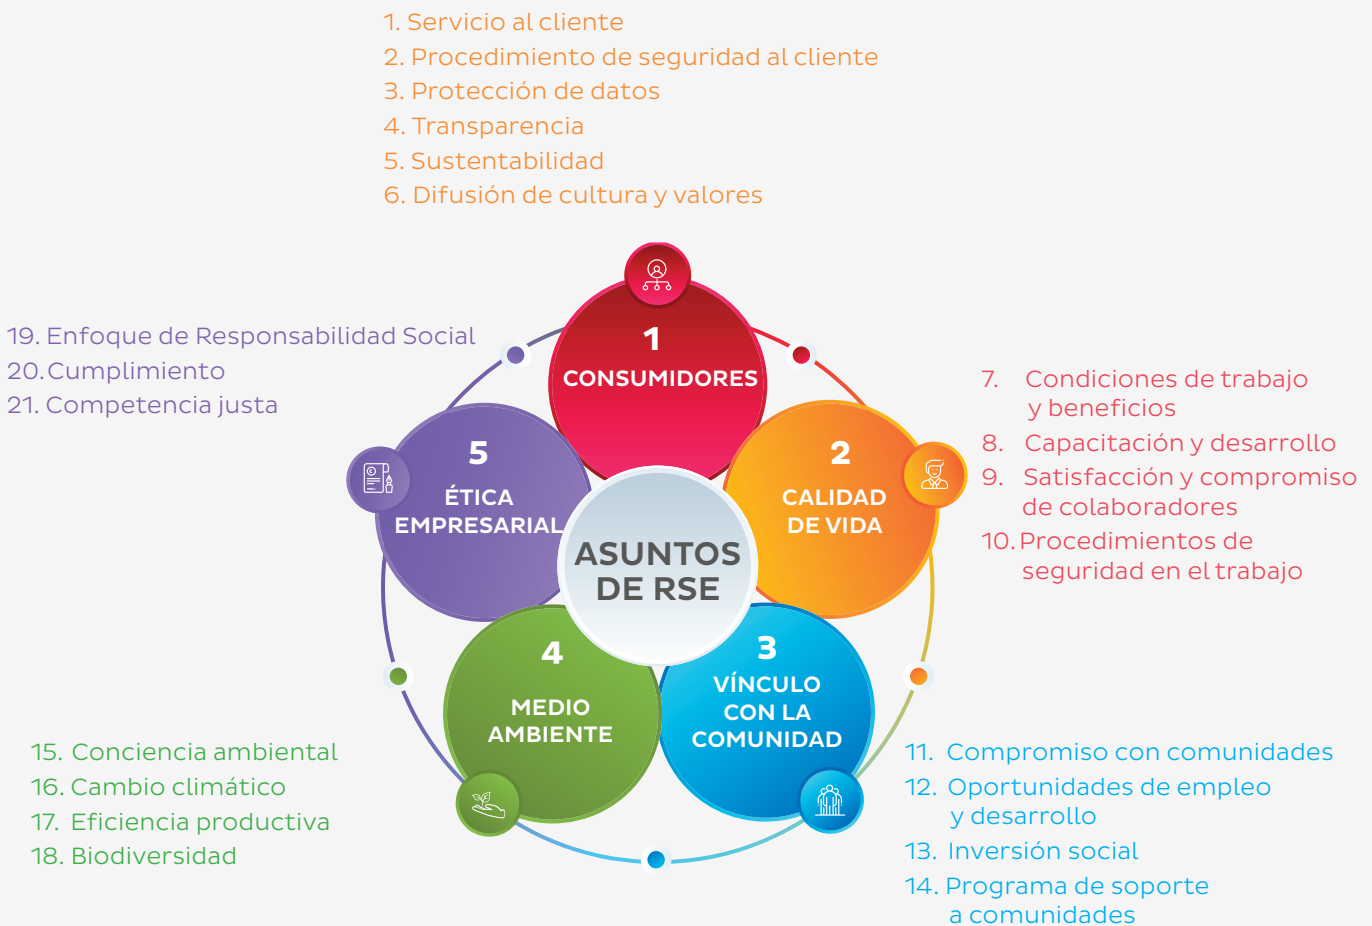 1. Servicio al cliente
2. Procedimiento de seguridad al cliente
3. Protección de datos
4. Transparencia
5. Sustentabilidad
6. Difusión de cultura y valores
1
CONSUMIDORES
2
CALIDAD
DE VIDA
3
VÍNCULO
CON LA
COMUNIDAD
4
MEDIO
AMBIENTE
5
ÉTICA
EMPRESARIAL
ASUNTOS
DE RSE
7. Condiciones de trabajo
y beneficios
8. Capacitación y desarrollo
9. Satisfacción y compromiso
de colaboradores
10. Procedimientos de
seguridad en el trabajo
11. Compromiso con comunidades
12. Oportunidades de empleo
y desarrollo
13. Inversión social
14. Programa de soporte
a comunidades
15. Conciencia ambiental
16. Cambio climático
17. Eficiencia productiva
18. Biodiversidad
19. Enfoque de Responsabilidad Social
20. Cumplimiento
21. Competencia justa